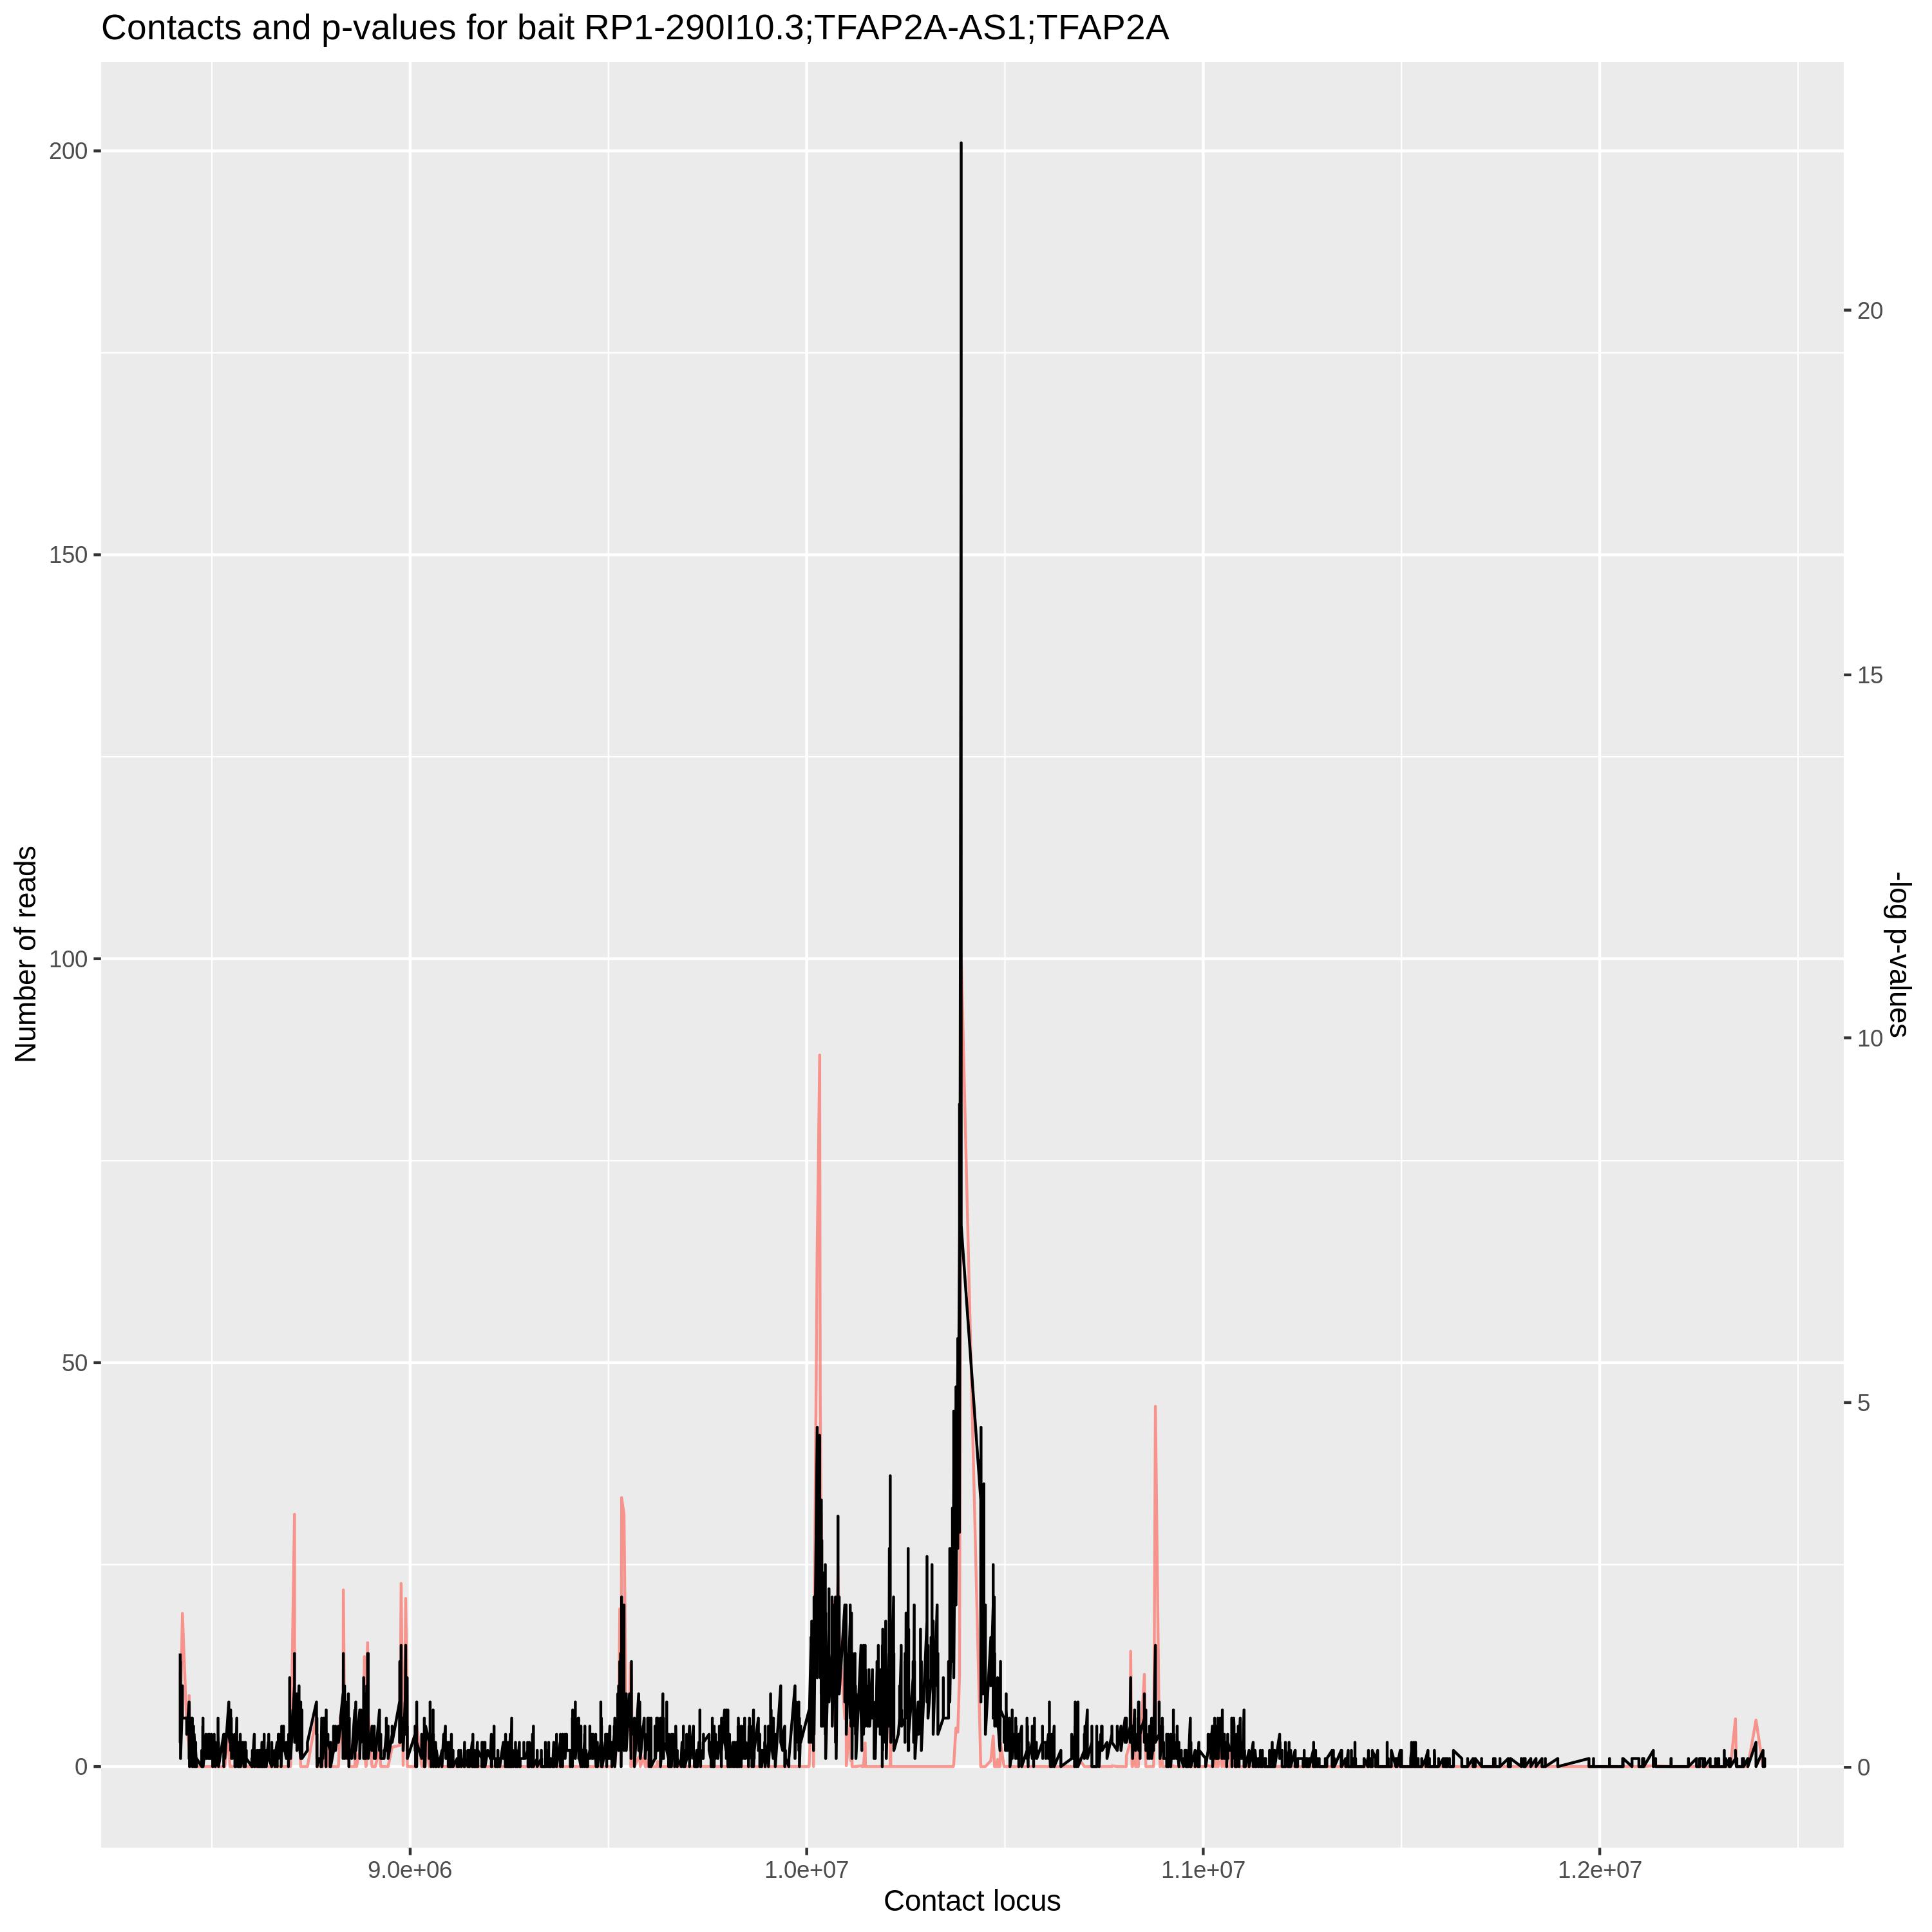 Contacts and p-values for bait RP1-290I10.3;TFAP2A-AS1;TFAP2A
200
150
100
50
0
Number of reads
20
15
10
5
0
-log p-values
9.0e+06
1.0e+07
1.1e+07
1.2e+07
Contact locus